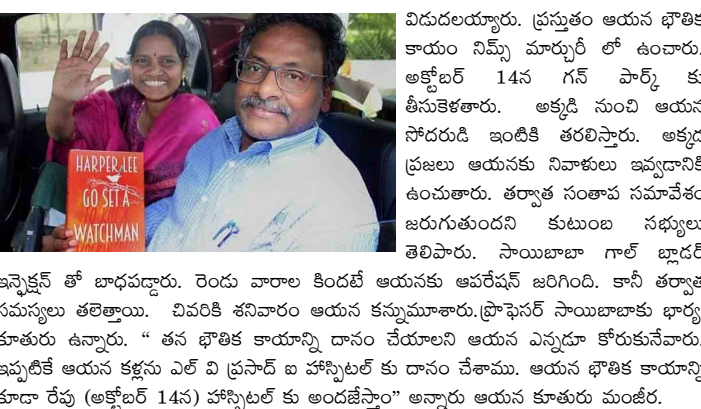 HARPER LEE
GO SET A
WATCHMAN
విడుదలయ్యారు. ప్రస్తుతం ఆయన భౌతిక
కాయం నిమ్స్ మార్చురీ లో ఉంచారు.
అక్టోబర్ 14న గన్ పార్క్ కు
తీసుకెళతారు. అక్కడి నుంచి ఆయన
సోదరుడి ఇంటికి తరలిస్తారు. అక్కడ
ప్రజలు ఆయనకు నివాళులు ఇవ్వడానికి
ఉంచుతారు. తర్వాత సంతాప సమావేశం
జరుగుతుందని కుటుంబ సభ్యులు
తెలిపారు. సాయిబాబా గాల్ బ్లాడర్
ఇన్ఫెక్షన్ తో బాధపడ్డారు. రెండు వారాల కిందటే ఆయనకు ఆపరేషన్ జరిగింది. కానీ తర్వాత
సమస్యలు తలెత్తాయి. చివరికి శనివారం ఆయన కన్నుమూశారు.ప్రొఫెసర్ సాయిబాబాకు భార్య,
కూతురు ఉన్నారు. “ తన భౌతిక కాయాన్ని దానం చేయాలని ఆయన ఎన్నడూ కోరుకునేవారు.
ఇప్పటికే ఆయన కళ్లను ఎల్ వి ప్రసాద్ ఐ హాస్పిటల్ కు దానం చేశాము. ఆయన భౌతిక కాయాన్ని
కూడా రేపు (అక్టోబర్ 14న) హాస్పిటల్ కు అందజేస్తాం” అన్నారు ఆయన కూతురు మంజీర.